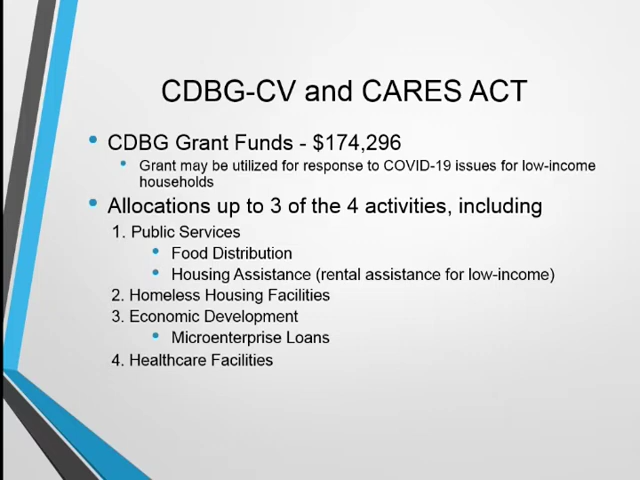 CDBG-CV and CARES ACT
• CDBG Grant Funds - $174,296
• Grant may be utilized for response to COVID-19 issues for low-income
households
• Allocations up to 3 of the 4 activities, including
1. Public Services
• Food Distribution
• Housing Assistance (rental assistance for low-income)
2. Homeless Housing Facilities
3. Economic Development
• Microenterprise Loans
4. Healthcare Facilities